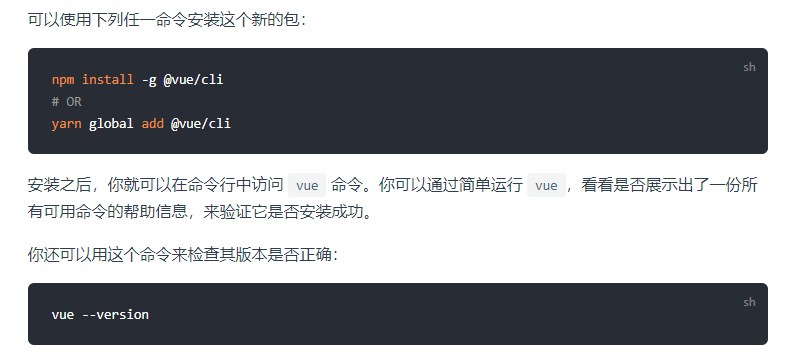 可以使用下列任一命令安装这个新的包：
sh
npm install -g @vue/cli
# OR
yarn global add @vue/cli
安装之后，你就可以在命令行中访问 vue 命令。你可以通过简单运行 vue，看看是否展示出了一份所
有可用命令的帮助信息，来验证它是否安装成功。
你还可以用这个命令来检查其版本是否正确：
sh
vue --version